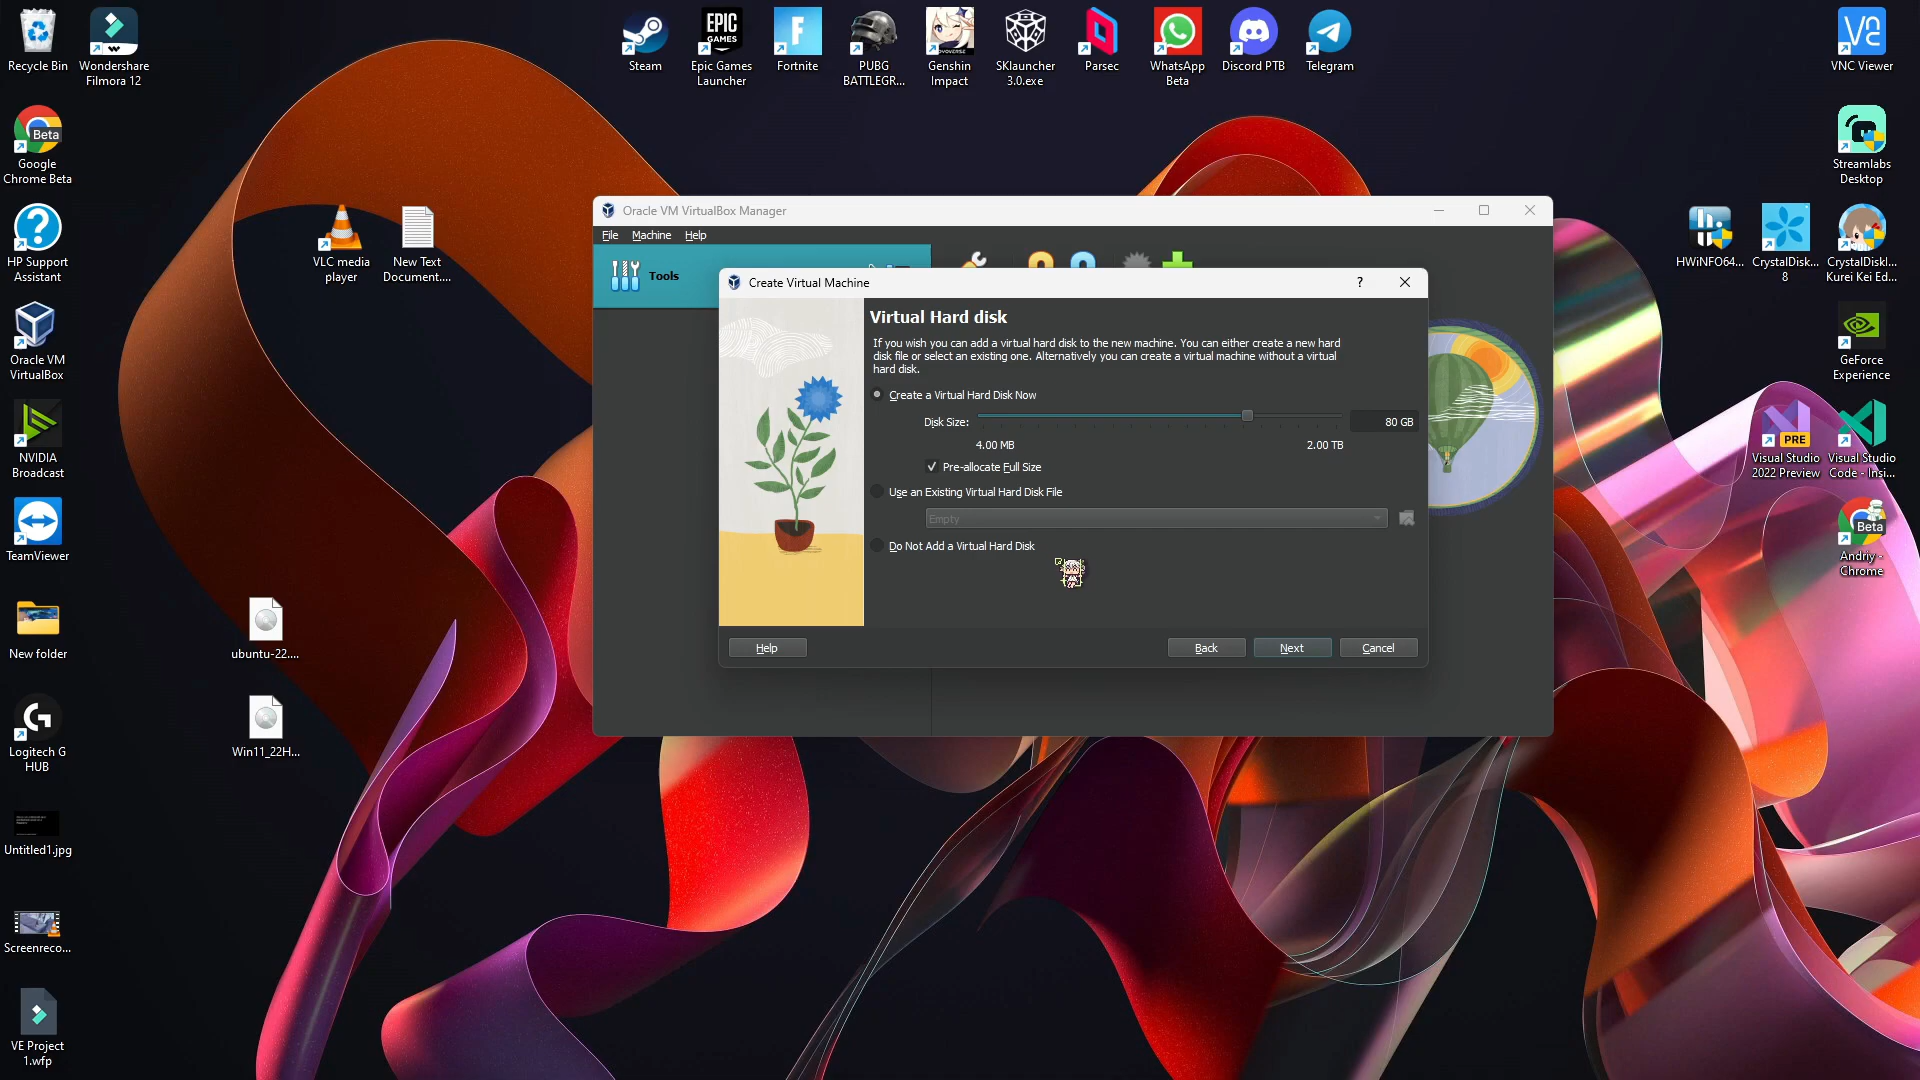 Recycle Bin
Wondershare
Filmora 12
Steam
EPIC
GAMES
Epic Games
Launcher
Fortnite
PUBG
BATTLEGR...
Genshin
Impact
SKlauncher
3.0.exe
Parsec
WhatsApp
Beta
Discord PTB
Telegram
VNC Viewer
Beta
Google
Chrome Beta
Streamlabs
Desktop
HP Support
Assistant
VLC media
player
New Text
Document....
HWiNFO64...
CrystalDisk...
8
CrystalDiskI...
Kurei Kei Ed...
Oracle VM
VirtualBox
GeForce
Experience
NVIDIA
Broadcast
PRE
Visual Studio
2022 Preview
Visual Studio
Code - Insi...
TeamViewer
Beta
Andriy -
Chrome
New folder
ubuntu-22....
Logitech G
HUB
Win11_22H...
Untitled1.jpg
Screenreco...
VE Project
1.wfp
Oracle VM VirtualBox Manager
File Machine Help
Tools
Create Virtual Machine
?
Virtual Hard disk
If you wish you can add a virtual hard disk to the new machine. You can either create a new hard
disk file or select an existing one. Alternatively you can create a virtual machine without a virtual
hard disk.
Create a Virtual Hard Disk Now
Disk Size:
80 GB
4.00 MB
2.00 TB
Pre-allocate Full Size
Use an Existing Virtual Hard Disk File
Empty
Do Not Add a Virtual Hard Disk
Help
Back
Next
Cancel